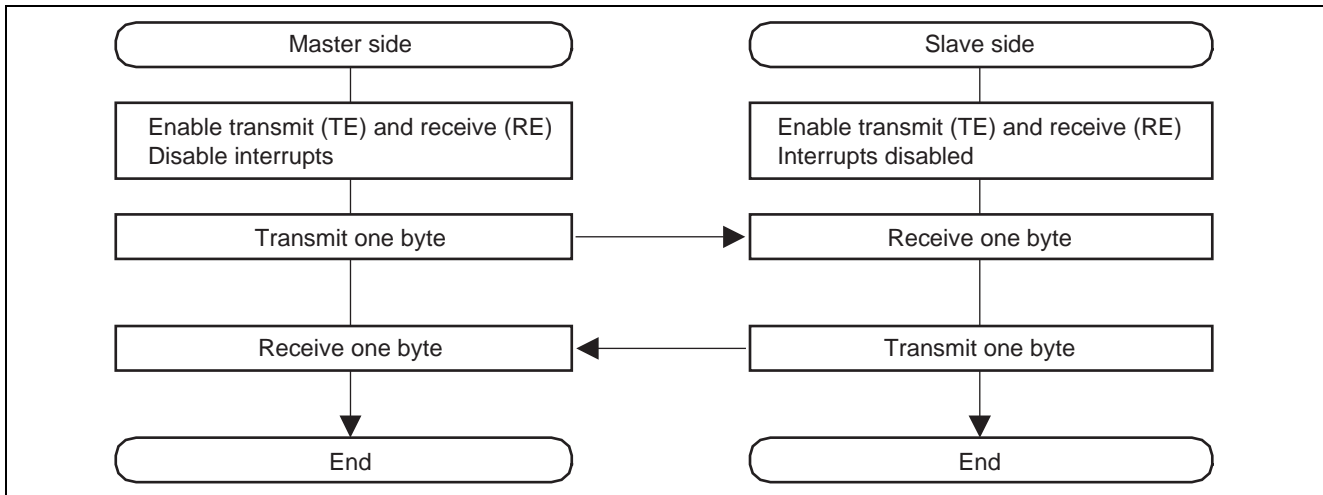 Master side
Slave side
Enable transmit (TE) and receive (RE)
Disable interrupts
Enable transmit (TE) and receive (RE)
Interrupts disabled
Transmit one byte
Receive one byte
Receive one byte
Transmit one byte
End
End